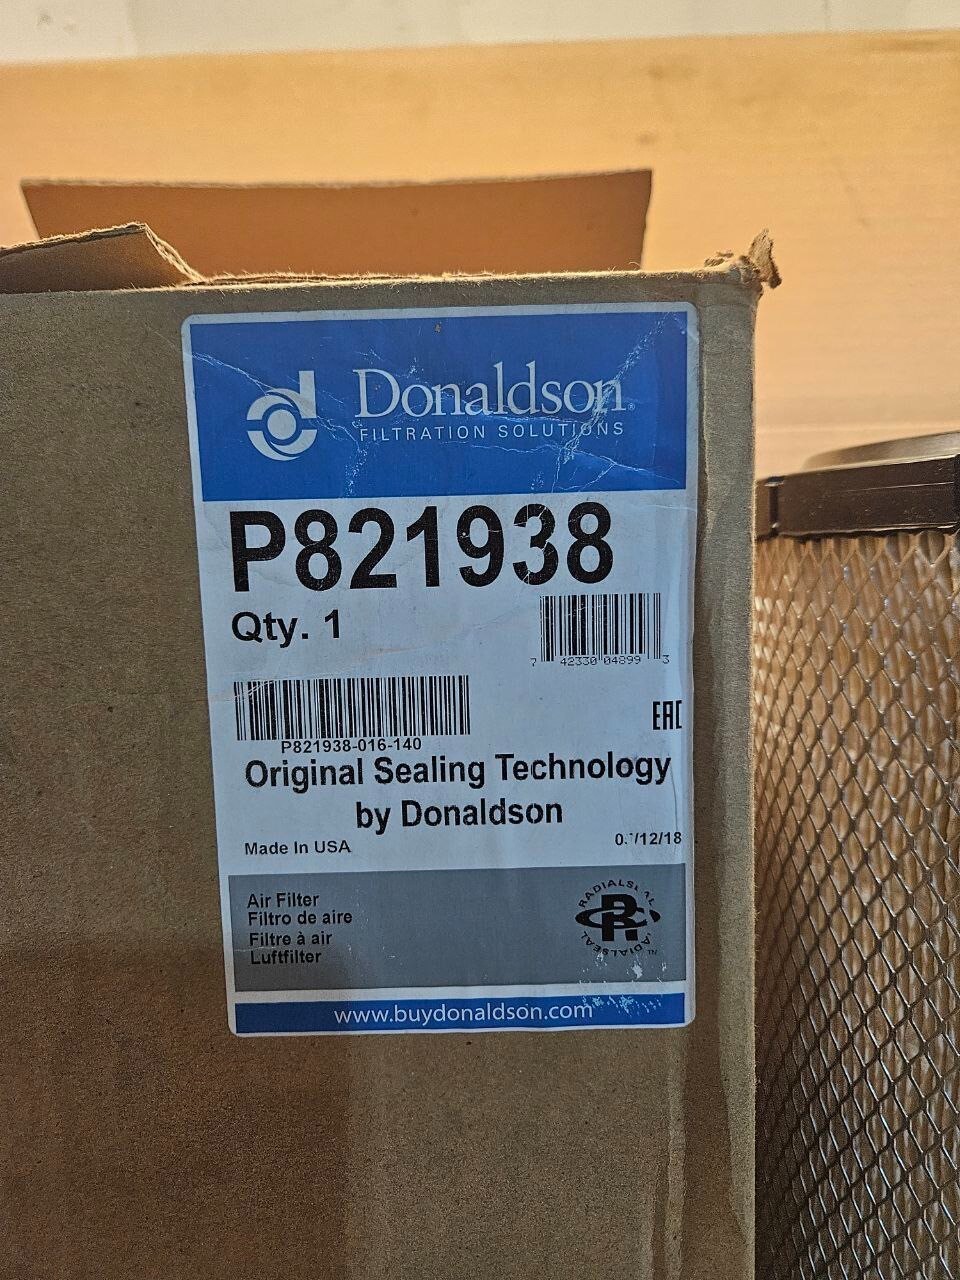 Donaldson
FILTRATION SOLUTIONS
P821938
Qty. 1
7 42330 04899 3
P821938-016-140
EAC
Original Sealing Technology
by Donaldson
Made In USA
Air Filter
Filtro de aire
Filtre à air
Luftfilter
www.buydonaldson.com